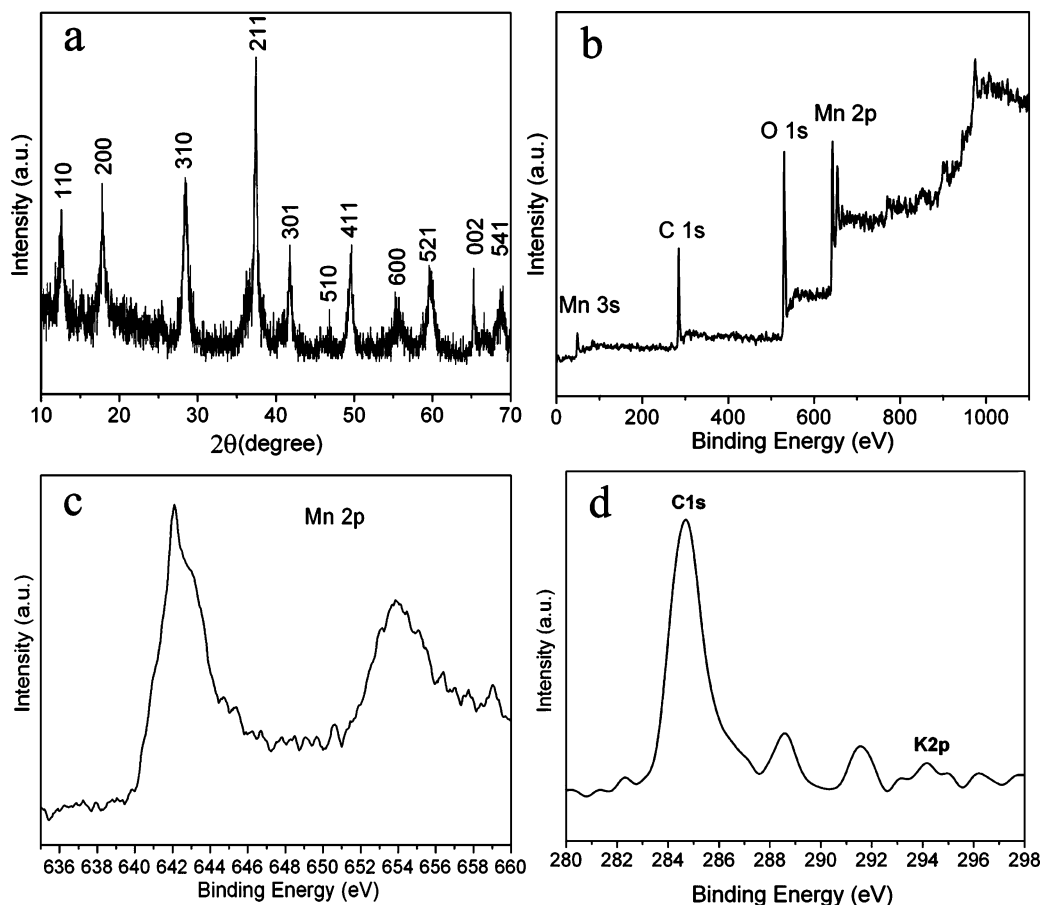 a
Intensity (a.u.)
110
200
310
211
301
510
411
600
521
002
541
10 20 30 40 50 60 70
2θ(degree)
b
Intensity (a.u.)
Mn 3s
C 1s
O 1s
Mn 2p
0 200 400 600 800 1000
Binding Energy (eV)
c
Mn 2p
Intensity (a.u.)
636 638 640 642 644 646 648 650 652 654 656 658 660
Binding Energy (eV)
d
C1s
K2p
Intensity (a.u.)
280 282 284 286 288 290 292 294 296 298
Binding Energy (eV)